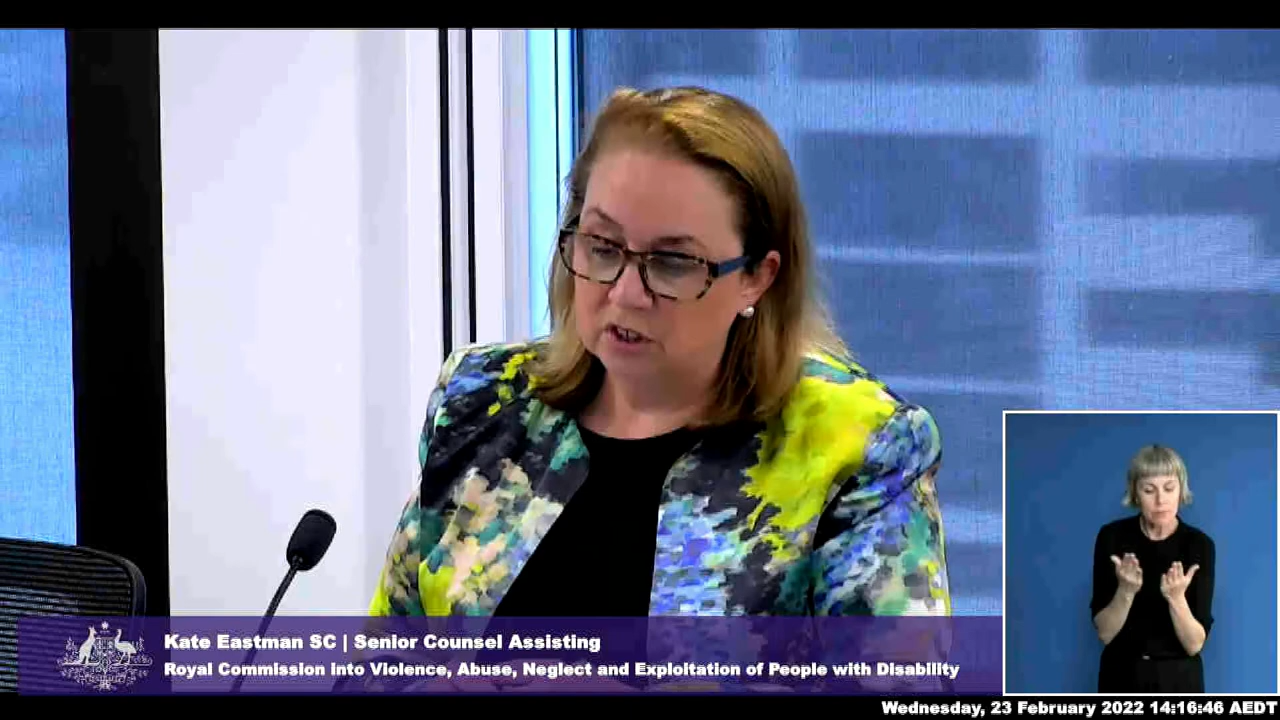 Kate Eastman SC | Senior Counsel Assisting
Royal Commission into Violence, Abuse, Neglect and Exploitation of People with Disability
Wednesday, 23 February 2022 14:16:46 AEDT